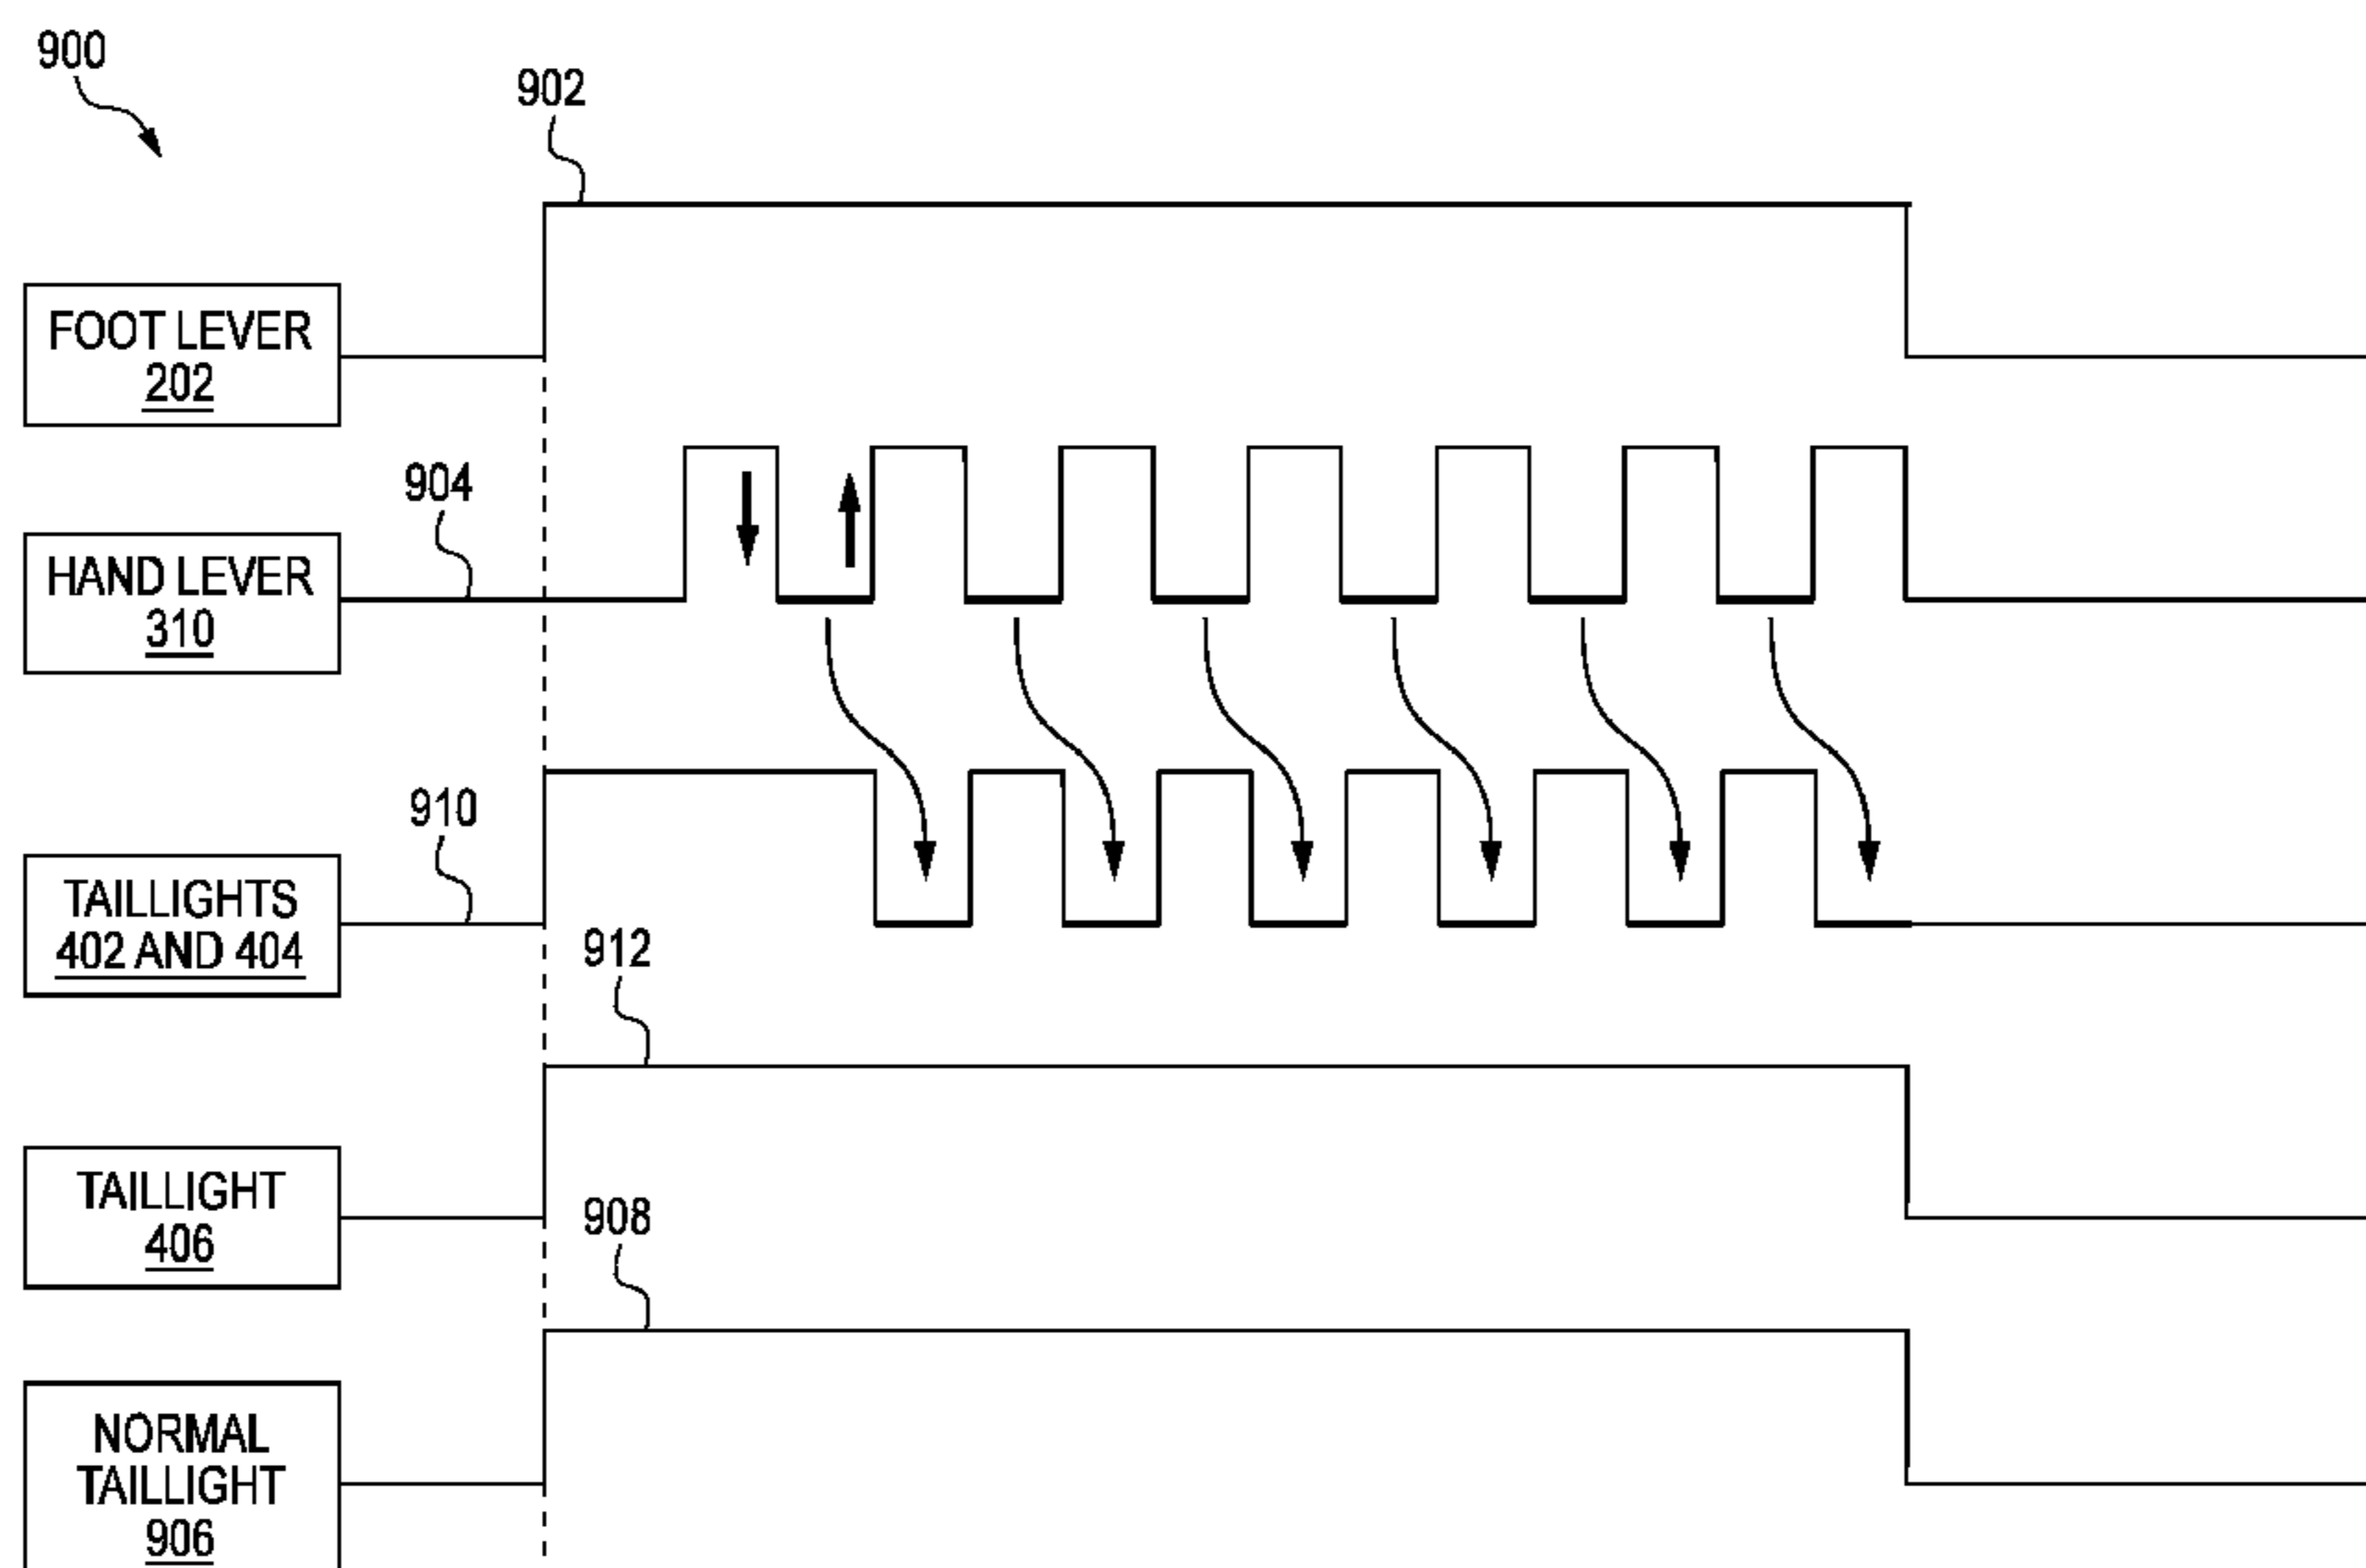 900
902
FOOT LEVER
202
904
HAND LEVER
310
910
TAILLIGHTS
402 AND 404
912
TAILLIGHT
406
908
NORMAL
TAILLIGHT
906